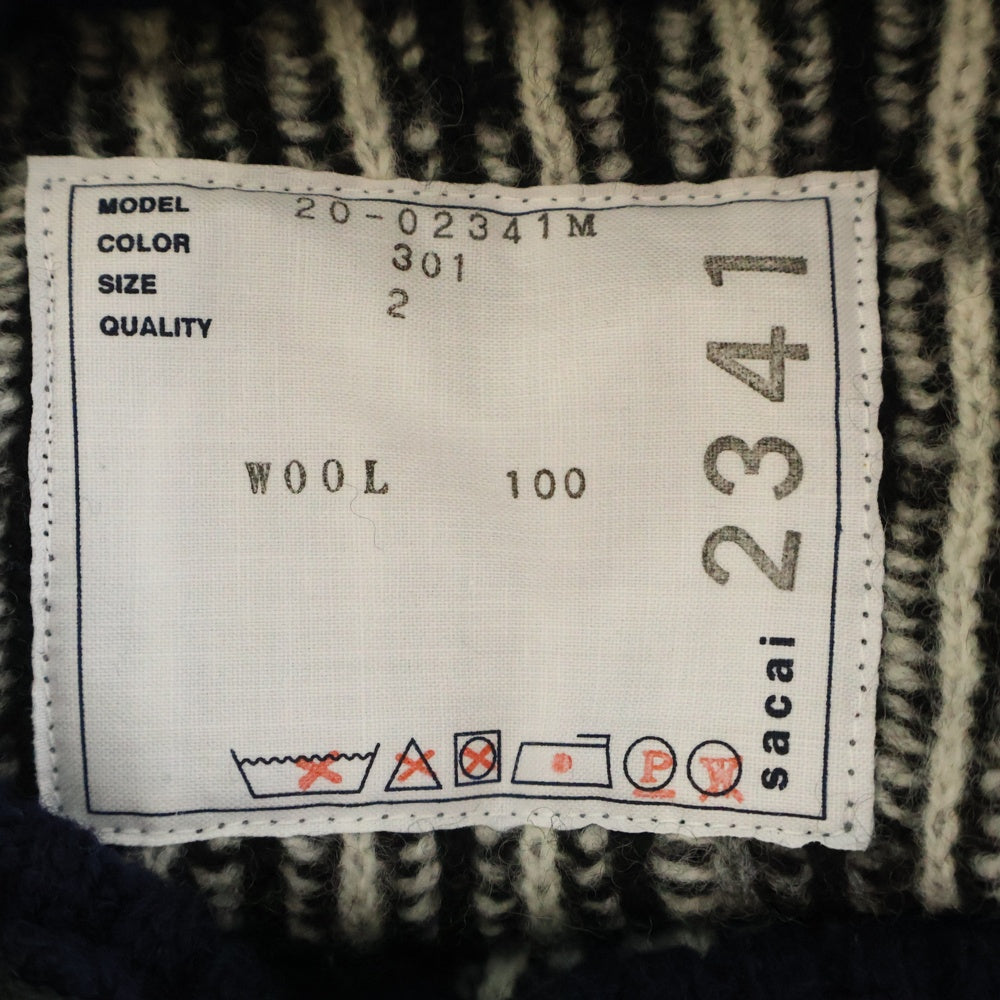 MODEL 20-02341M
COLOR 301
SIZE 2
QUALITY
WOOL 100
P W
sacai 2341